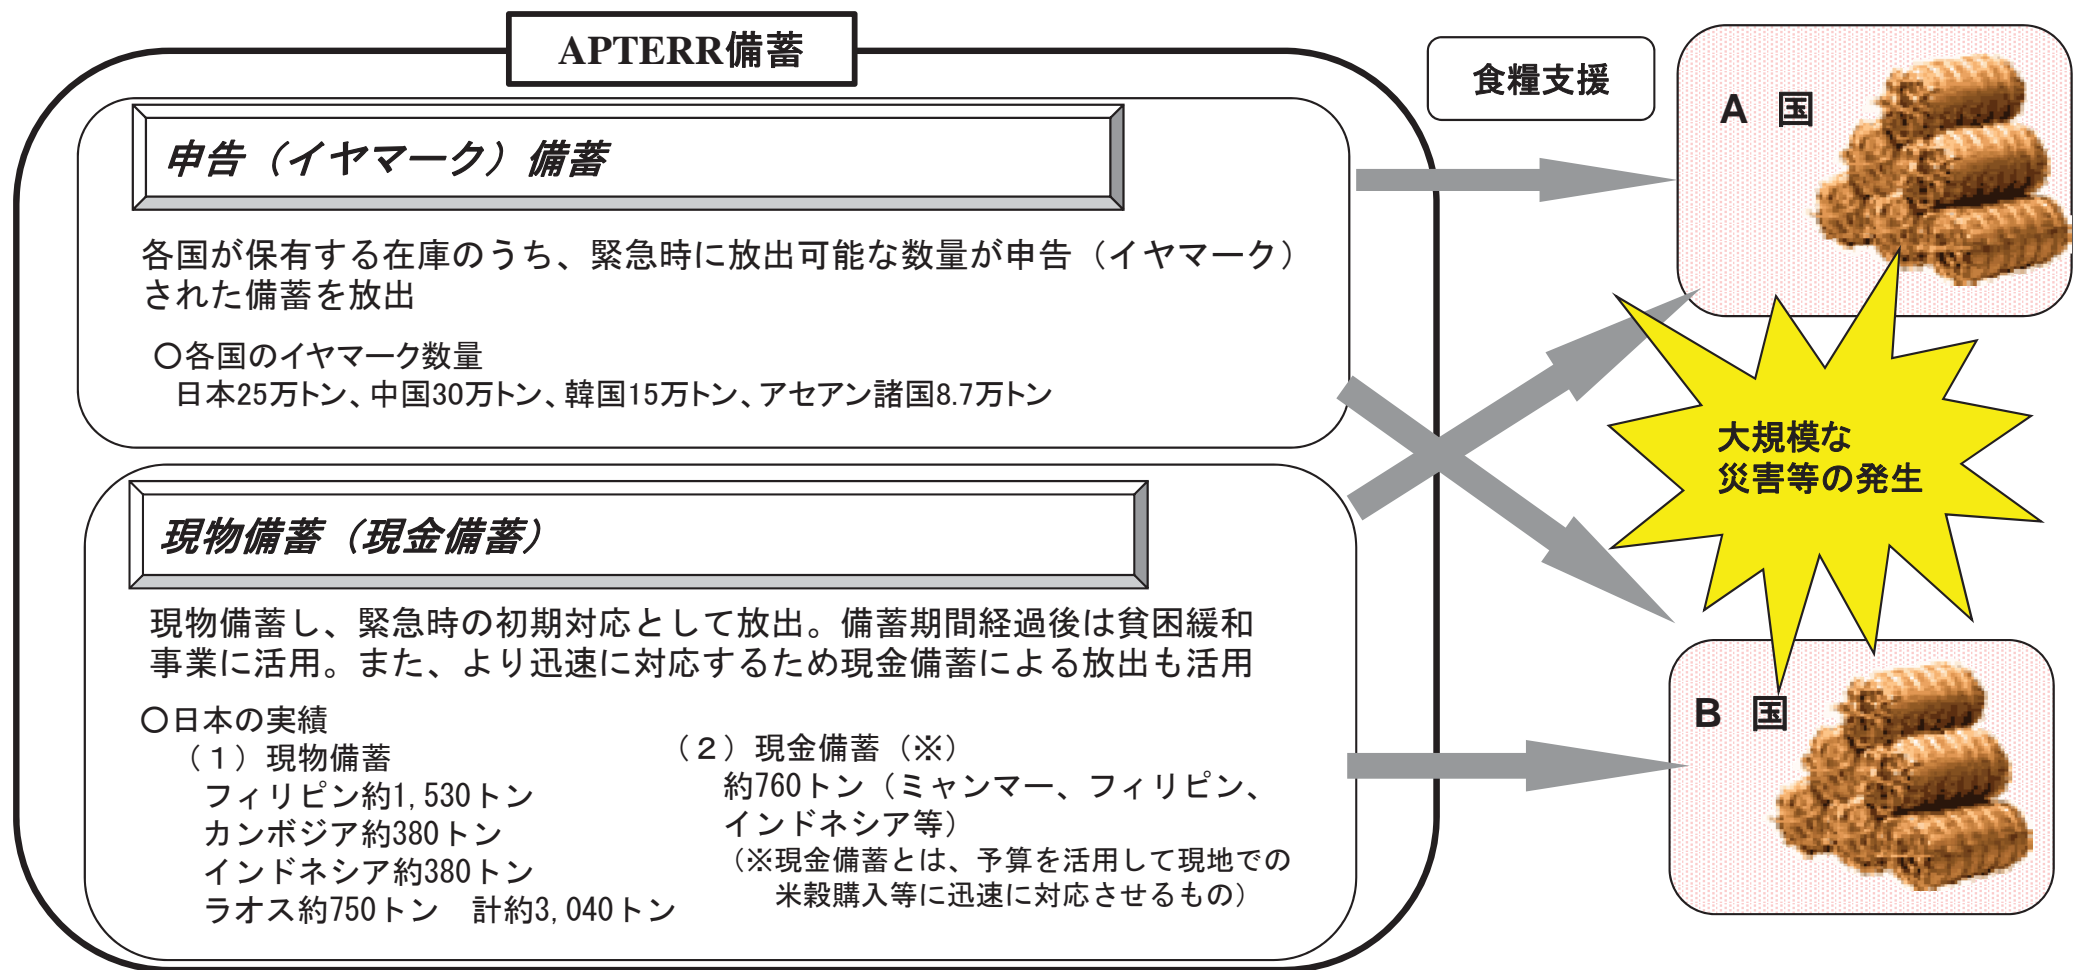 APTERR備蓄
申告（イヤマーク）備蓄
各国が保有する在庫のうち、緊急時に放出可能な数量が申告（イヤマーク）
された備蓄を放出
〇各国のイヤマーク数量
日本25万トン、中国30万トン、韓国15万トン、アセアン諸国8.7万トン
現物備蓄（現金備蓄）
現物備蓄し、緊急時の初期対応として放出。備蓄期間経過後は貧困緩和
事業に活用。また、より迅速に対応するため現金備蓄による放出も活用
〇日本の実績
（１）現物備蓄
フィリピン約1,530トン
カンボジア約380トン
インドネシア約380トン
ラオス約750トン　計約3,040トン
（２）現金備蓄（※）
約760トン（ミャンマー、フィリピン、
インドネシア等）
（※現金備蓄とは、予算を活用して現地での
米穀購入等に迅速に対応させるもの）
食糧支援
A　国
大規模な
災害等の発生
B　国